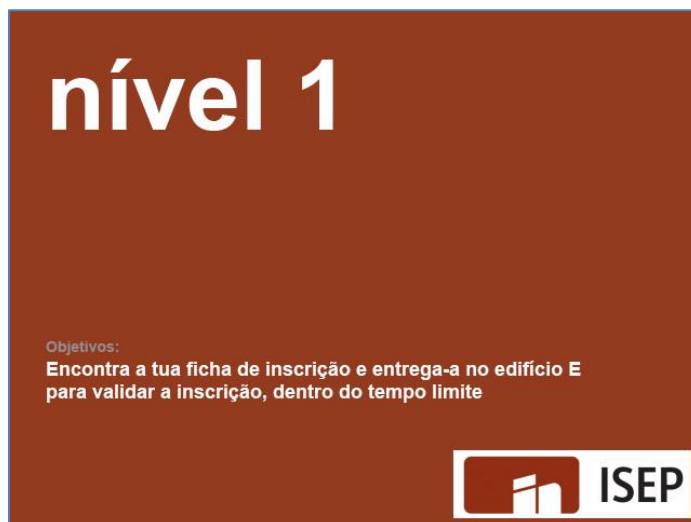 nível 1
Objetivos:
Encontra a tua ficha de inscrição e entrega-a no edifício E
para validar a inscrição, dentro do tempo limite
ISEP